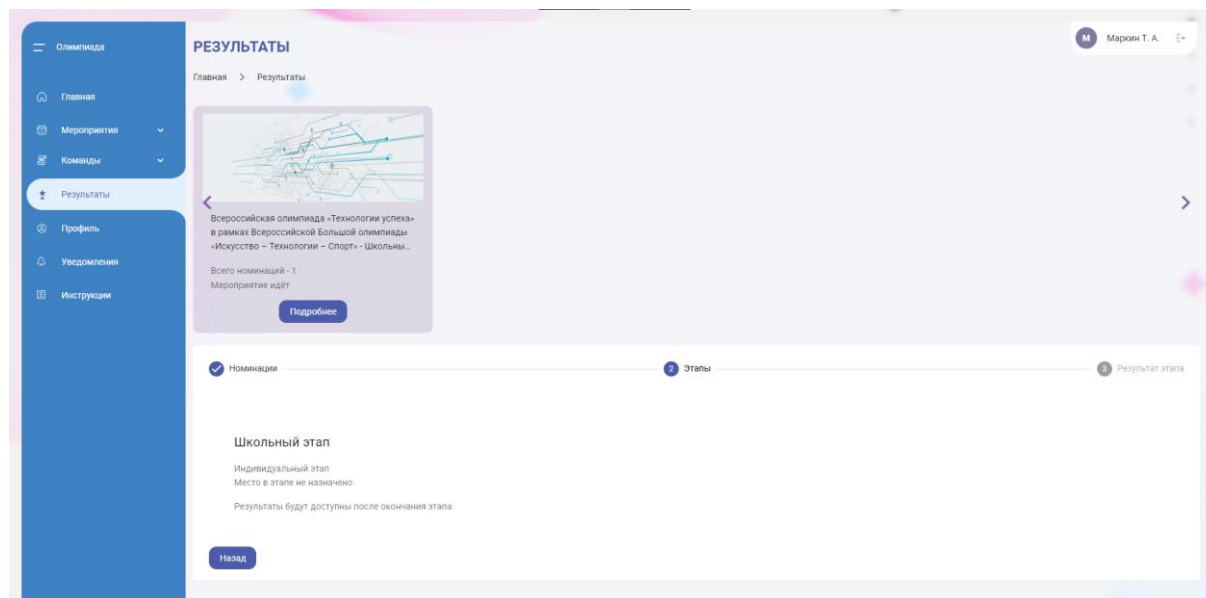 Олимпиада
РЕЗУЛЬТАТЫ
М Маркин Т. А.
Главная > Результаты
Главная
Мероприятия
Команды
Результаты
Профиль
Уведомления
Инструкции
Всероссийская олимпиада «Технологии успеха»
в рамках Всероссийской Большой олимпиады
«Искусство – Технологии – Спорт» - Школьны...
Всего номинаций - 1
Мероприятие идёт
Подробнее
Номинации
2 Этапы
3 Результат этапа
Школьный этап
Индивидуальный этап
Место в этапе не назначено
Результаты будут доступны после окончания этапа
Назад